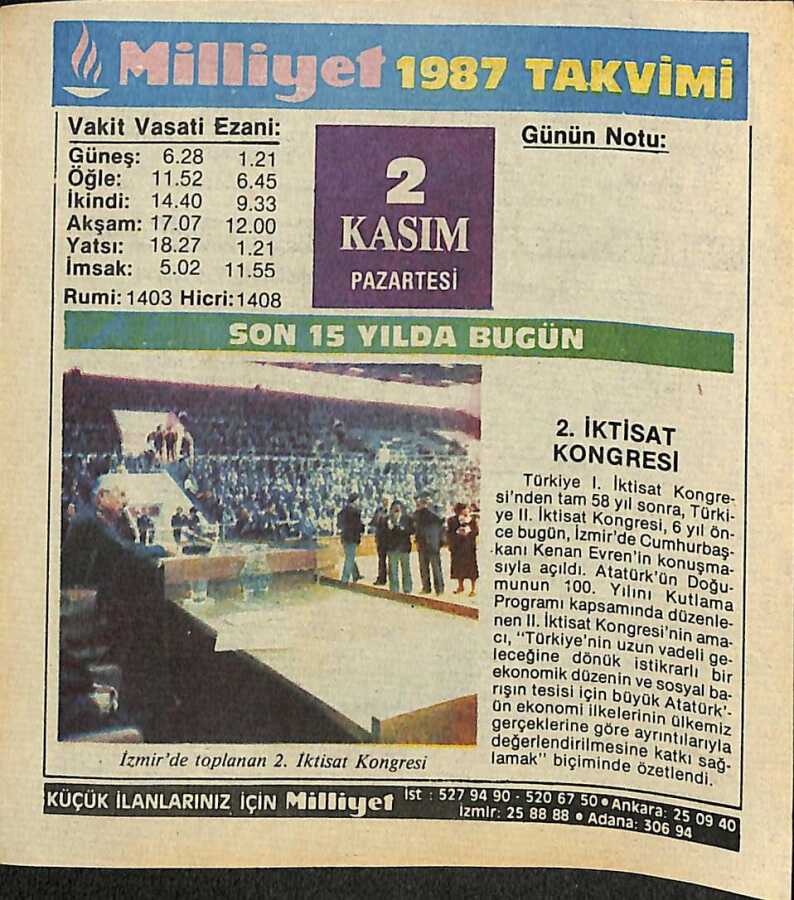 Milliyet 1987 TAKVİMİ
Vakit Vasati Ezani:
Güneş: 6.28 1.21
Öğle: 11.52 6.45
İkindi: 14.40 9.33
Akşam: 17.07 12.00
Yatsı: 18.27 1.21
İmsak: 5.02 11.55
Rumi: 1403 Hicri: 1408
2
KASIM
PAZARTESİ
Günün Notu:
SON 15 YILDA BUGÜN
2. İKTİSAT
KONGRESİ
Türkiye I. İktisat Kongre-
si'nden tam 58 yıl sonra, Türki-
ye II. İktisat Kongresi, 6 yıl ön-
ce bugün, İzmir'de Cumhurbaş-
kanı Kenan Evren'in konuşma-
sıyla açıldı. Atatürk'ün Doğu-
munun 100. Yılını Kutlama
Programı kapsamında düzenle-
nen II. İktisat Kongresi'nin ama-
cı, "Türkiye'nin uzun vadeli ge-
leceğine dönük istikrarlı bir
ekonomik düzenin ve sosyal ba-
rışın tesisi için büyük Atatürk'-
ün ekonomi ilkelerinin ülkemiz
gerçeklerine göre ayrıntılarıyla
değerlendirilmesine katkı sağ-
lamak" biçiminde özetlendi.
İzmir'de toplanan 2. İktisat Kongresi
KÜÇÜK İLANLARINIZ İÇİN Milliyet İst : 527 94 90 - 520 67 50 • Ankara: 25 09 40
İzmir: 25 88 88 • Adana: 306 94